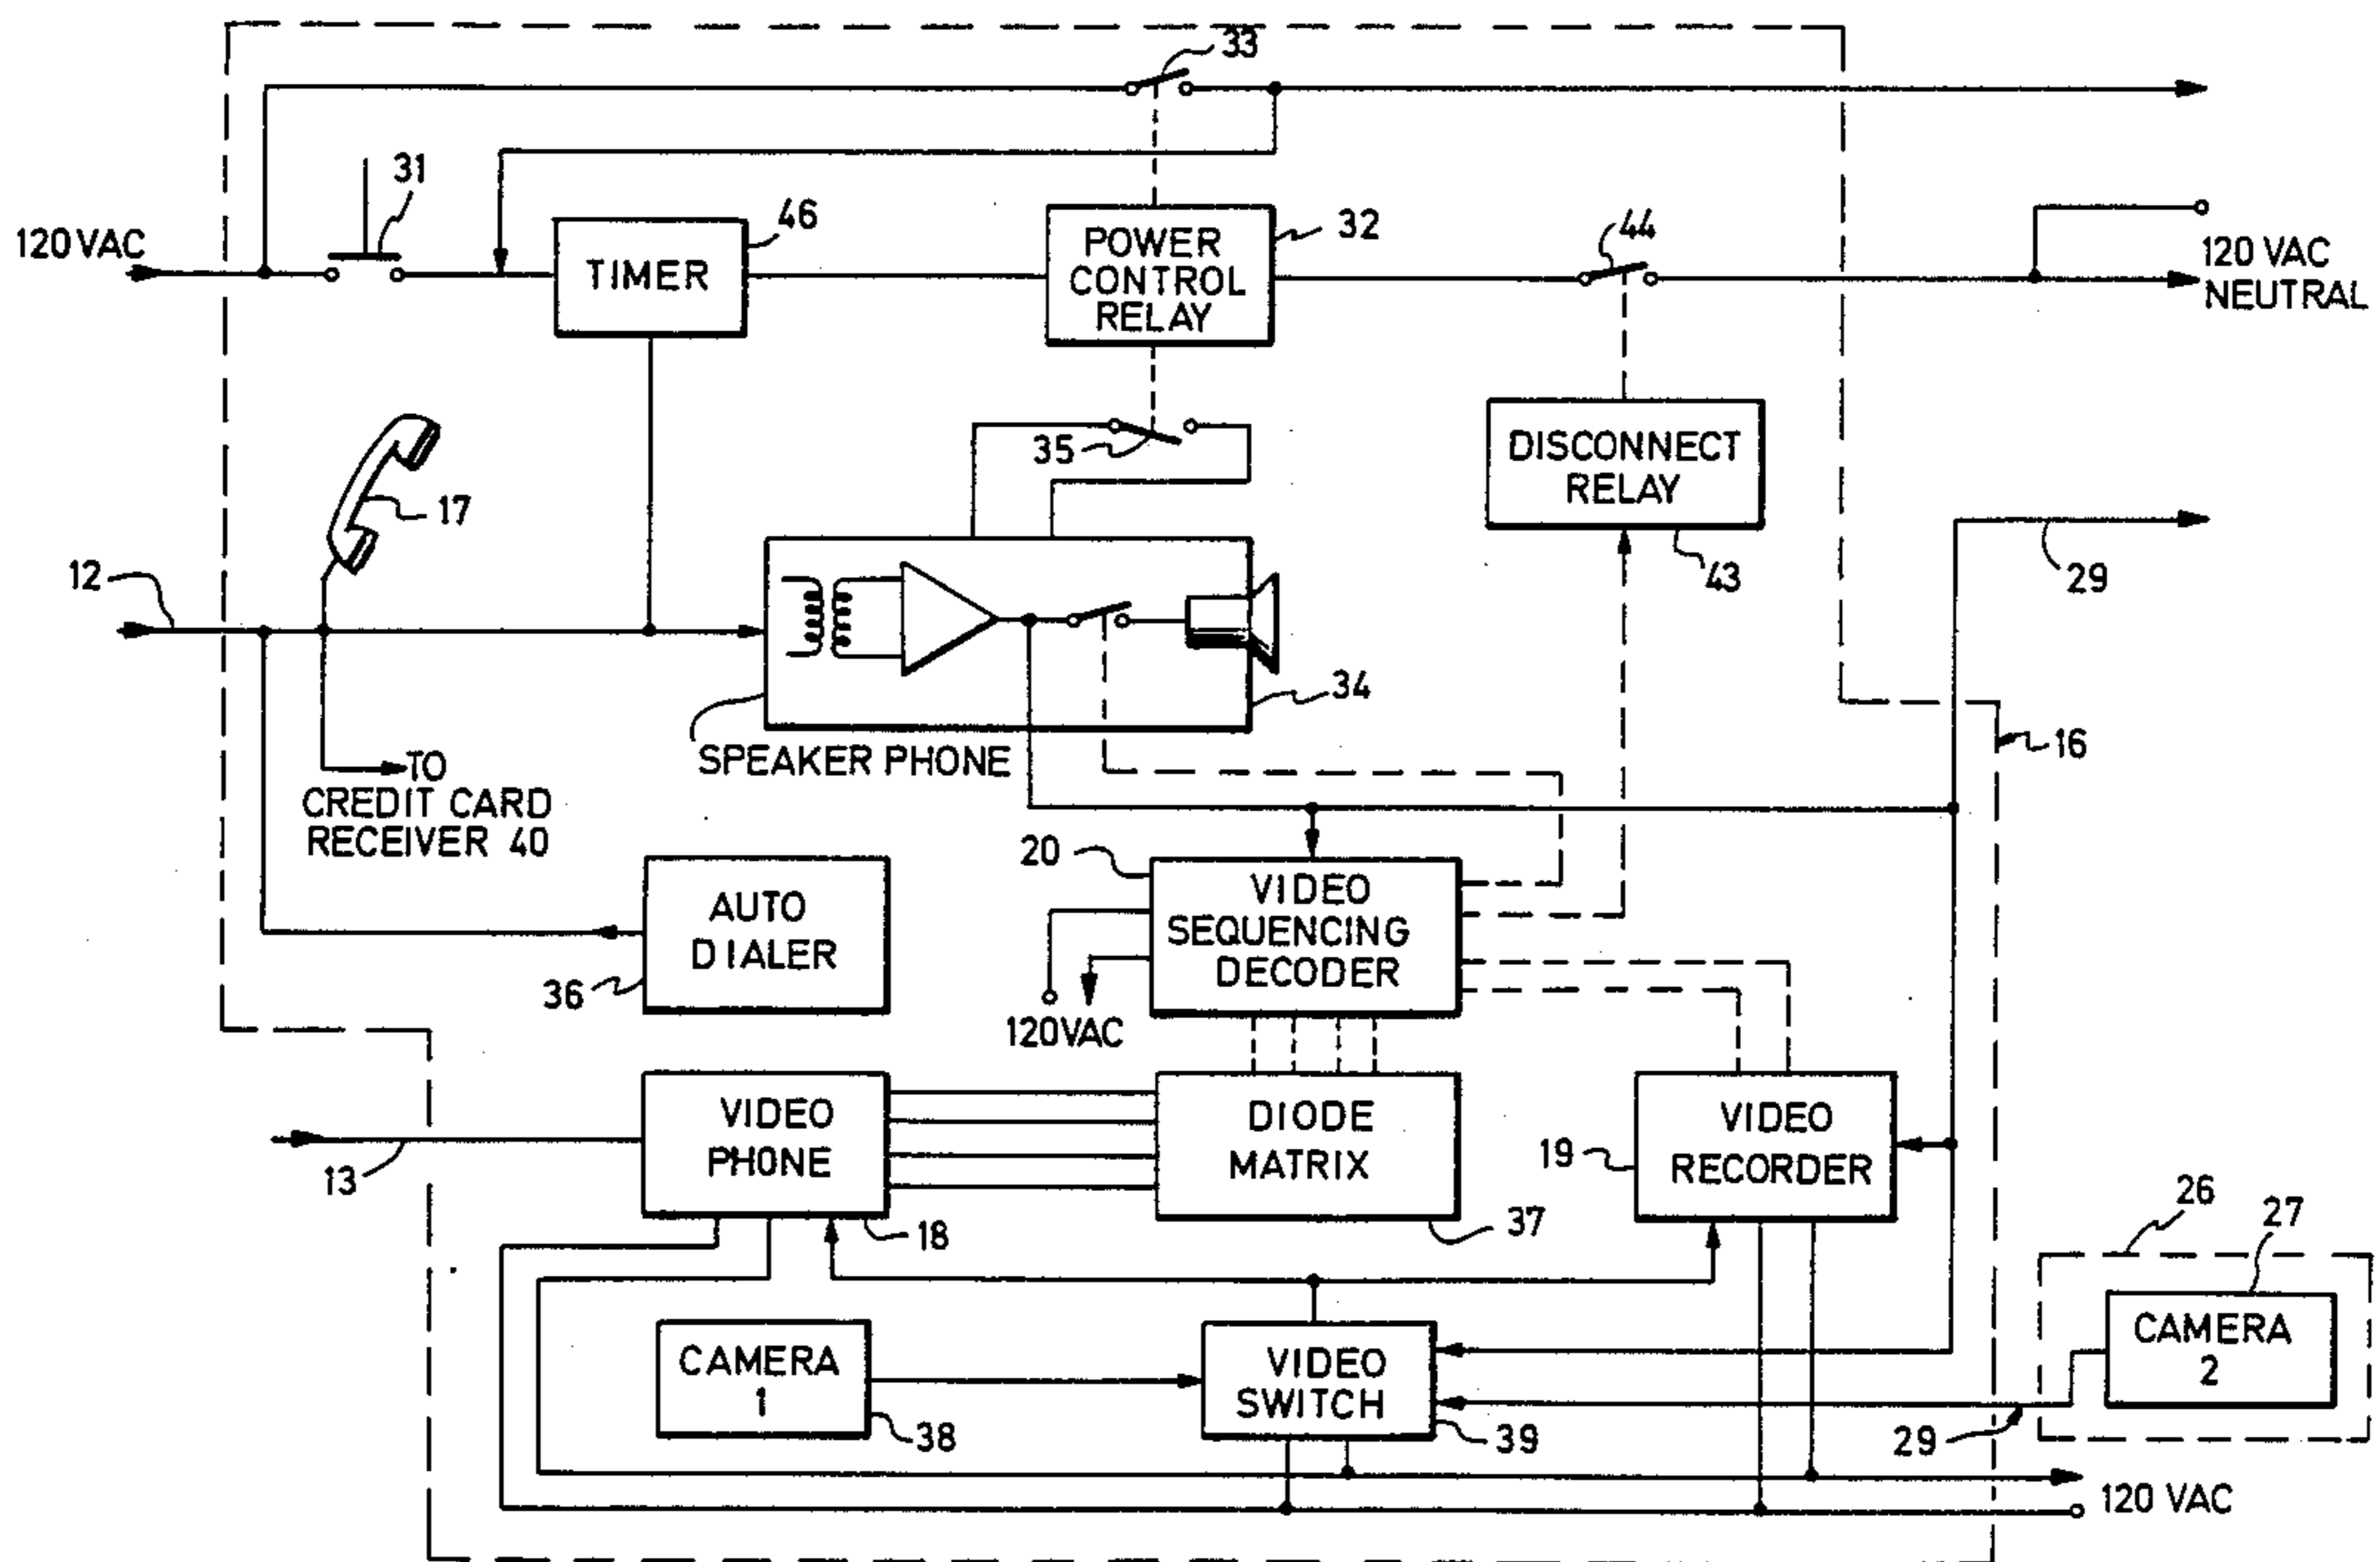 33
31
120 VAC
46
TIMER
POWER
CONTROL
RELAY
32
44
120 VAC
NEUTRAL
35
DISCONNECT
RELAY
43
17
12
29
34
SPEAKER PHONE
16
TO
CREDIT CARD
RECEIVER 40
20
VIDEO
SEQUENCING
DECODER
AUTO
DIALER
36
120VAC
VIDEO
PHONE
DIODE
MATRIX
VIDEO
RECORDER
19
13
18
37
26
27
CAMERA
1
VIDEO
SWITCH
CAMERA
2
38
39
29
120 VAC